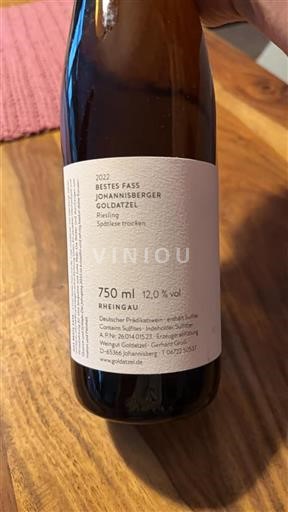 2022
BESTES FASS
JOHANNISBERGER
GOLDATZEL
Riesling
Spätlese trocken
VINIOU
750 ml 12,0 % vol
RHEINGAU
Deutscher Prädikatswein · enthält Sulfite
Contains Sulfites · Indeholder Sulfitter
A.P.Nr. 26 014 015 23 · Erzeugerabfüllung
Weingut Goldatzel · Gerhard Groß
D-65366 Johannisberg · T 06722 50537
www.goldatzel.de